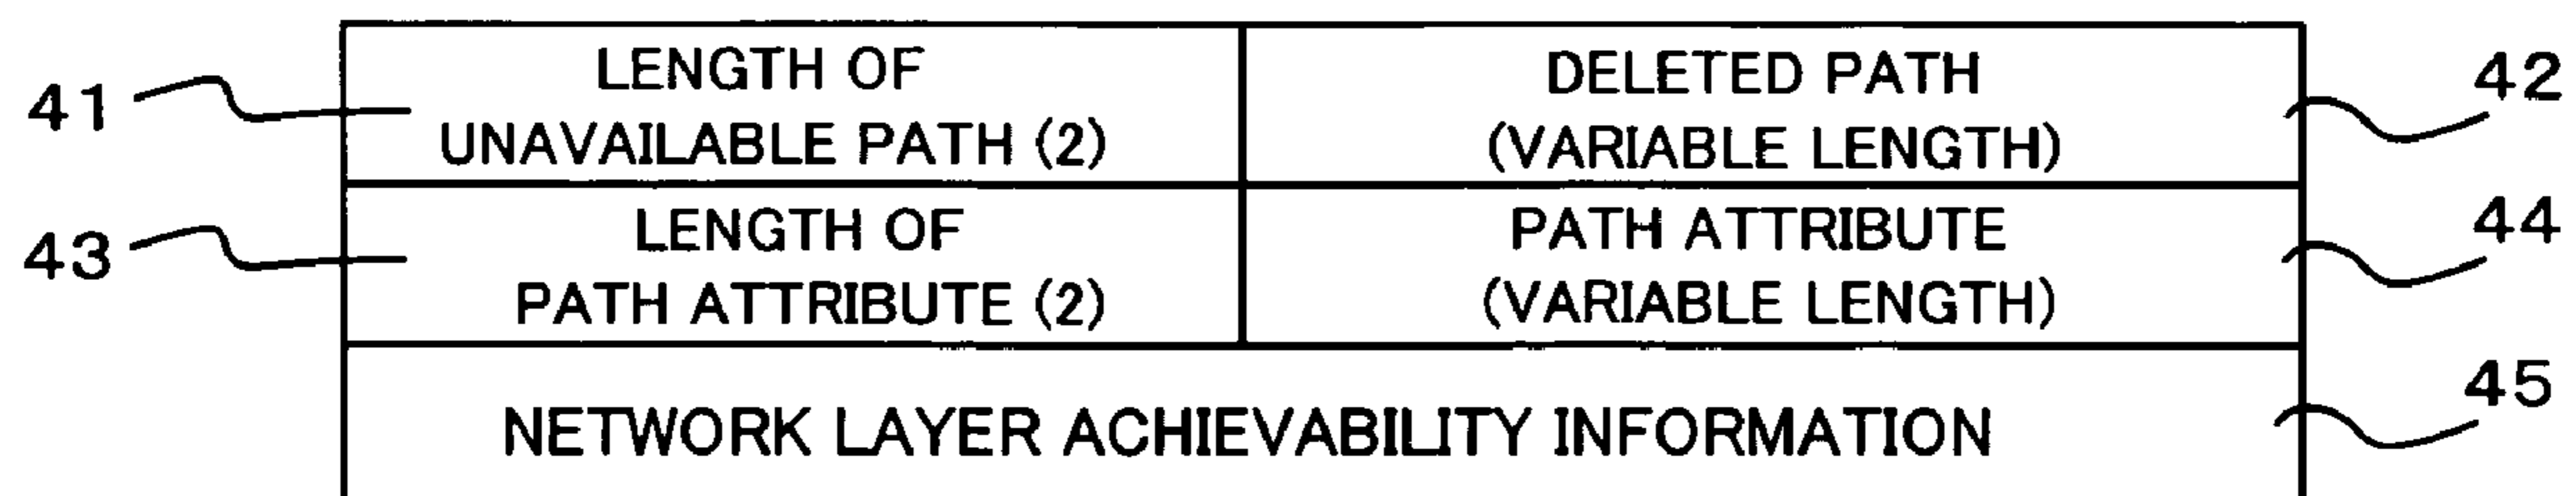 41
LENGTH OF
UNAVAILABLE PATH (2)
DELETED PATH
(VARIABLE LENGTH)
42
43
LENGTH OF
PATH ATTRIBUTE (2)
PATH ATTRIBUTE
(VARIABLE LENGTH)
44
NETWORK LAYER ACHIEVABILITY INFORMATION
45